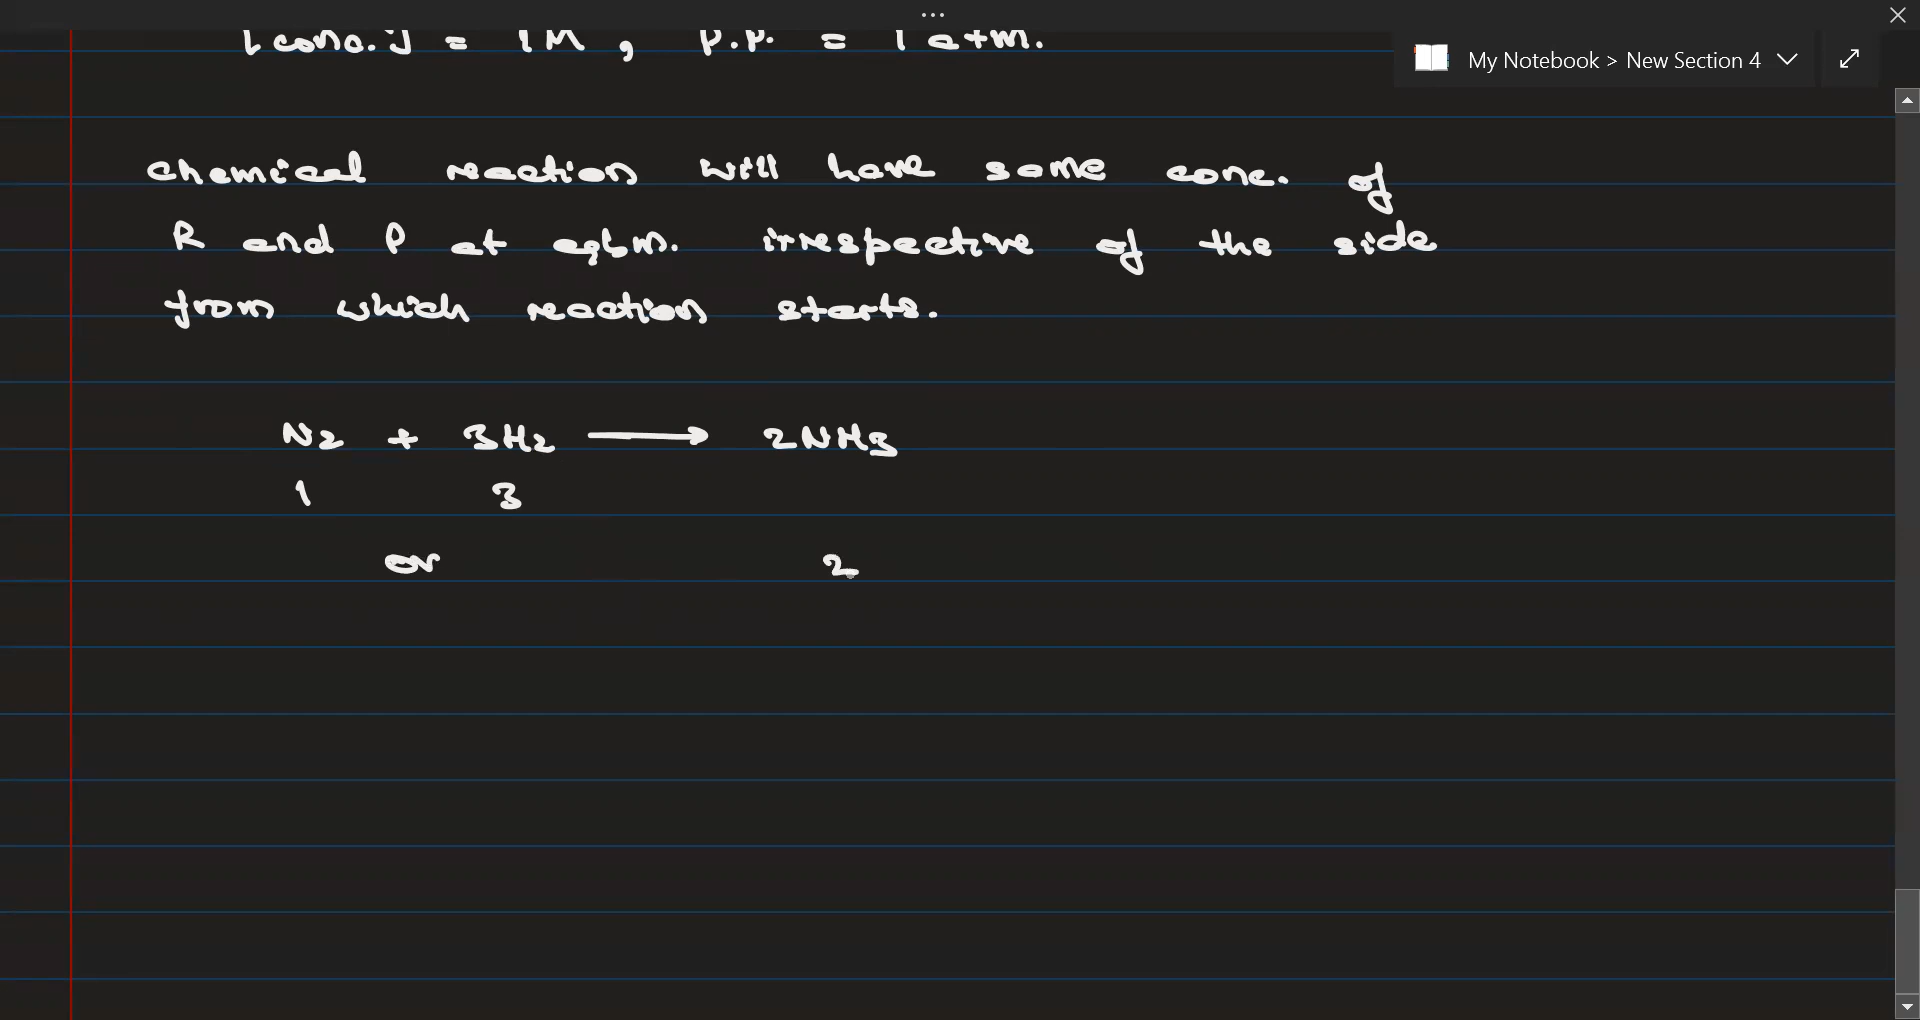 [conc.] = 1M , P.P. = 1 atm.
My Notebook > New Section 4
chemical reaction will have same conc. of
R and P at eqbm. irrespective of the side
from which reaction starts.
N2 + 3H2 ⟶ 2NH3
1 3
or 2